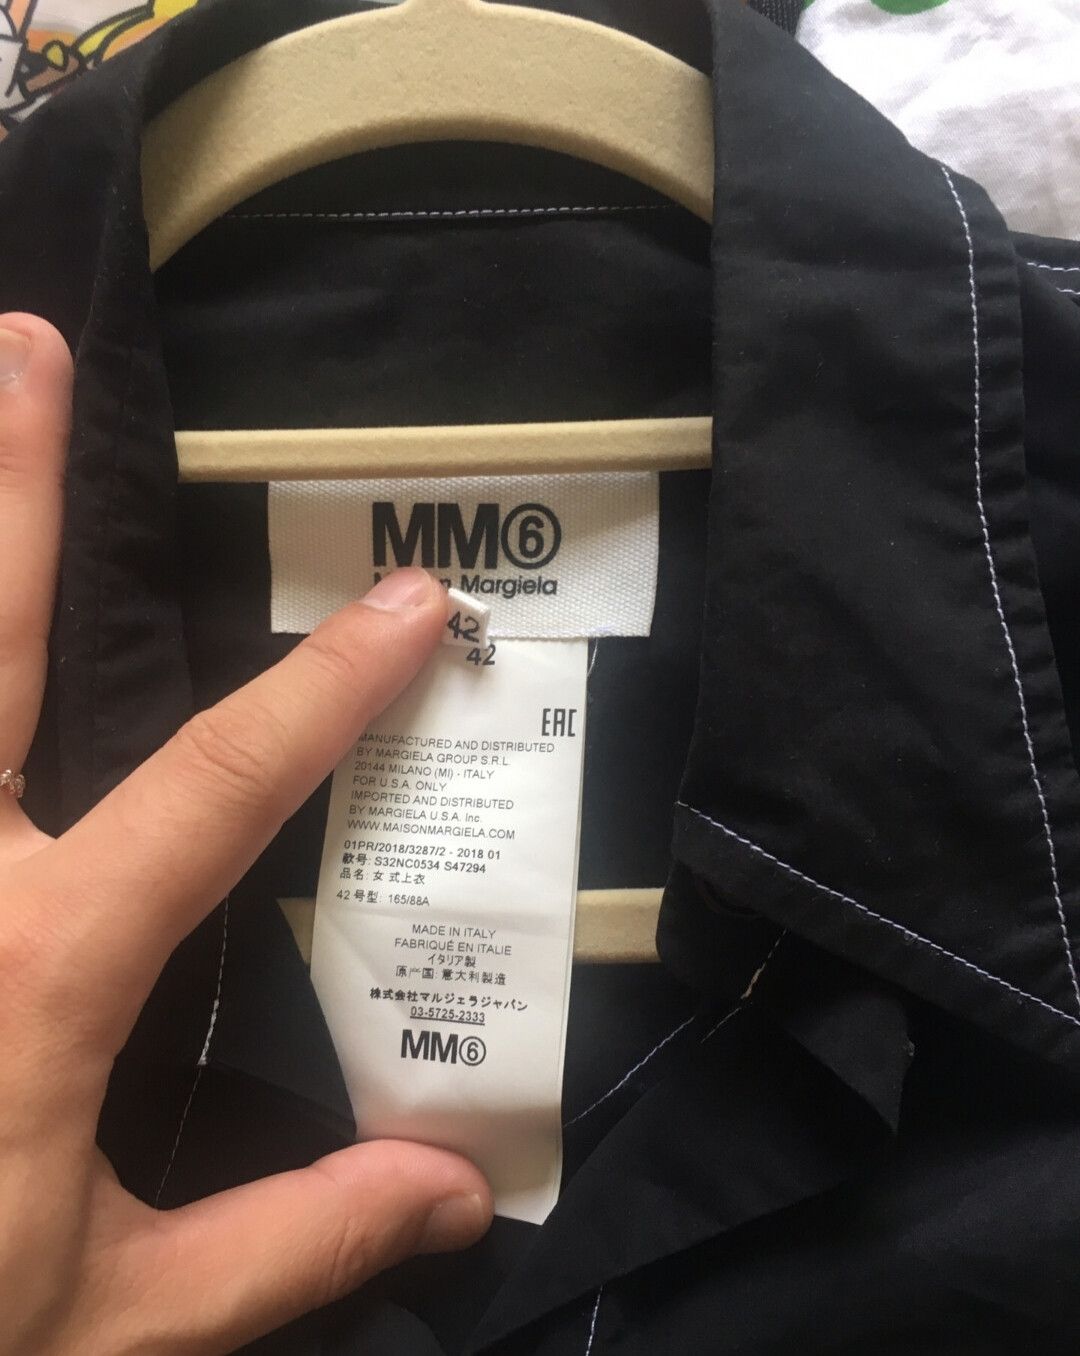 MM⑥
Margiela
42
42
EAC
MANUFACTURED AND DISTRIBUTED
BY MARGIELA GROUP S.R.L.
20144 MILANO (MI) - ITALY
FOR U.S.A. ONLY
IMPORTED AND DISTRIBUTED
BY MARGIELA U.S.A. Inc.
WWW.MAISONMARGIELA.COM
01PR/2018/3287/2 - 2018 01
款号: S32NC0534 S47294
品名: 女式上衣
42 号型: 165/88A
MADE IN ITALY
FABRIQUÉ EN ITALIE
イタリア製
原产国: 意大利製造
株式会社マルジェラジャパン
03-5725-2333
MM⑥